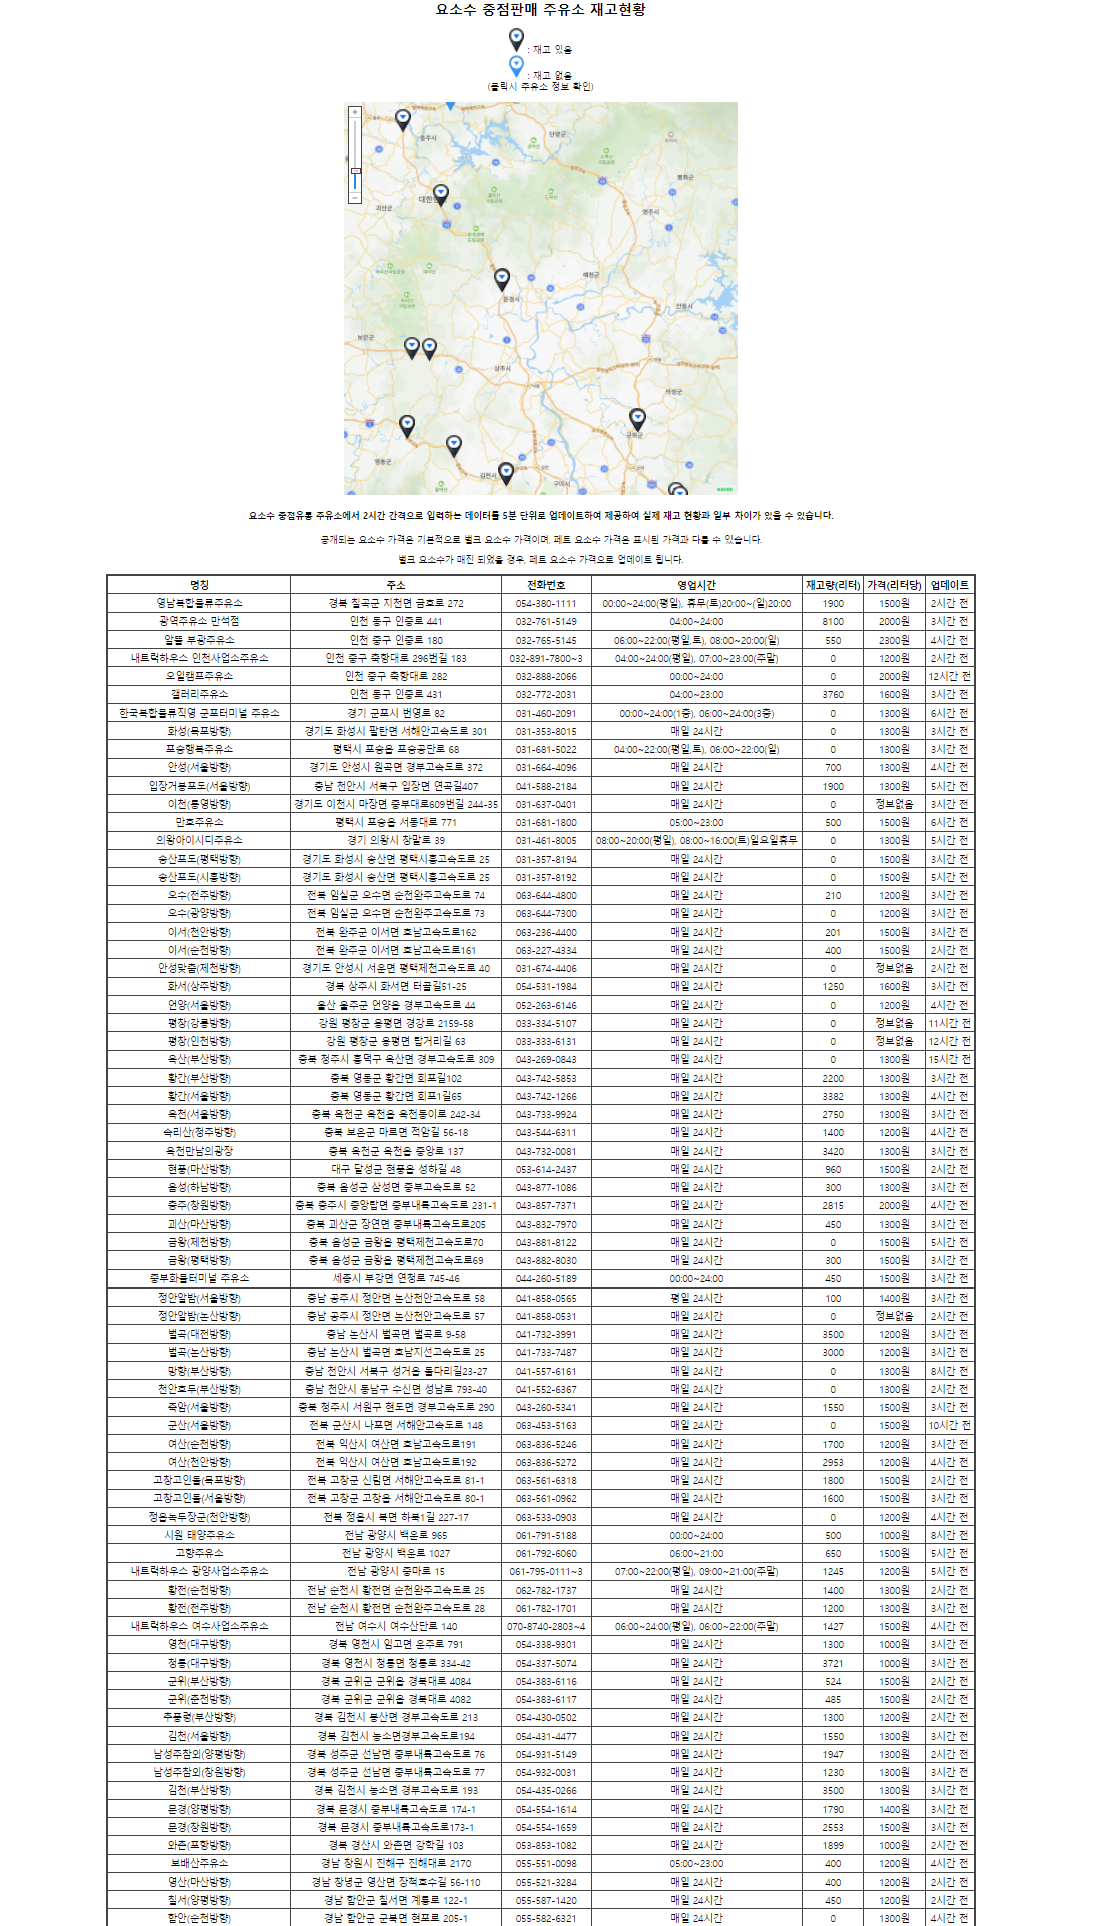 요소수 중점판매 주유소 재고현황
: 재고 있음
: 재고 없음
(클릭시 주유소 정보 확인)
충주시
단양군
괴산군
봉화군
영주시
문경시
예천군
안동시
보은군
상주시
의성군
영동군
김천시
구미시
군위군
요소수 중점유통 주유소에서 2시간 간격으로 입력하는 데이터를 5분 단위로 업데이트하여 제공하여 실제 재고 현황과 일부 차이가 있을 수 있습니다.
공개되는 요소수 가격은 기본적으로 벌크 요소수 가격이며, 페트 요소수 가격은 표시된 가격과 다를 수 있습니다.
벌크 요소수가 매진 되었을 경우, 페트 요소수 가격으로 업데이트 됩니다.
명칭 주소 전화번호 영업시간 재고량(리터) 가격(리터당) 업데이트
영남복합물류주유소 경북 칠곡군 지천면 금호로 272 054-380-1111 00:00~24:00(평일), 휴무(토)20:00~(일)20:00 1900 1500원 2시간 전
광역주유소 만석점 인천 동구 인중로 441 032-761-5149 04:00~24:00 8100 2000원 3시간 전
알뜰 부광주유소 인천 중구 인중로 180 032-765-5145 06:00~22:00(평일,토), 08:00~20:00(일) 550 2300원 4시간 전
내트럭하우스 인천사업소주유소 인천 중구 축항대로 296번길 183 032-891-7800~3 04:00~24:00(평일), 07:00~23:00(주말) 0 1200원 2시간 전
오일캠프주유소 인천 중구 축항대로 282 032-888-2066 00:00~24:00 0 2000원 12시간 전
갤러리주유소 인천 동구 인중로 431 032-772-2031 04:00~23:00 3760 1600원 3시간 전
한국복합물류직영 군포터미널 주유소 경기 군포시 번영로 82 031-460-2091 00:00~24:00(1층), 06:00~24:00(3층) 0 1300원 6시간 전
화성(목포방향) 경기도 화성시 팔탄면 서해안고속도로 301 031-353-8015 매일 24시간 0 1300원 3시간 전
포승행복주유소 평택시 포승읍 포승공단로 68 031-681-5022 04:00~22:00(평일,토), 06:00~22:00(일) 0 1300원 3시간 전
안성(서울방향) 경기도 안성시 원곡면 경부고속도로 372 031-664-4096 매일 24시간 700 1300원 4시간 전
입장거봉포도(서울방향) 충남 천안시 서북구 입장면 연곡길407 041-588-2184 매일 24시간 1900 1300원 5시간 전
이천(통영방향) 경기도 이천시 마장면 중부대로609번길 244-35 031-637-0401 매일 24시간 0 정보없음 3시간 전
만호주유소 평택시 포승읍 서동대로 771 031-681-1800 05:00~23:00 500 1500원 6시간 전
의왕아이시디주유소 경기 의왕시 창말로 39 031-461-8005 08:00~20:00(평일), 08:00~16:00(토)일요일휴무 0 1300원 5시간 전
송산포도(평택방향) 경기도 화성시 송산면 평택시흥고속도로 25 031-357-8194 매일 24시간 0 1500원 3시간 전
송산포도(시흥방향) 경기도 화성시 송산면 평택시흥고속도로 25 031-357-8192 매일 24시간 0 1500원 5시간 전
오수(전주방향) 전북 임실군 오수면 순천완주고속도로 74 063-644-4800 매일 24시간 210 1200원 3시간 전
오수(광양방향) 전북 임실군 오수면 순천완주고속도로 73 063-644-7300 매일 24시간 0 1200원 3시간 전
이서(천안방향) 전북 완주군 이서면 호남고속도로162 063-236-4400 매일 24시간 201 1500원 3시간 전
이서(순천방향) 전북 완주군 이서면 호남고속도로161 063-227-4334 매일 24시간 400 1500원 2시간 전
안성맞춤(제천방향) 경기도 안성시 서운면 평택제천고속도로 40 031-674-4406 매일 24시간 0 정보없음 2시간 전
화서(상주방향) 경북 상주시 화서면 터골길51-25 054-531-1984 매일 24시간 1250 1600원 3시간 전
언양(서울방향) 울산 울주군 언양읍 경부고속도로 44 052-263-6146 매일 24시간 0 1200원 4시간 전
평창(강릉방향) 강원 평창군 용평면 경강로 2159-58 033-334-5107 매일 24시간 0 정보없음 11시간 전
평창(인천방향) 강원 평창군 용평면 탑거리길 63 033-333-6131 매일 24시간 0 정보없음 12시간 전
옥산(부산방향) 충북 청주시 흥덕구 옥산면 경부고속도로 309 043-269-0843 매일 24시간 0 1300원 15시간 전
황간(부산방향) 충북 영동군 황간면 회포길102 043-742-5853 매일 24시간 2200 1300원 3시간 전
황간(서울방향) 충북 영동군 황간면 회포1길65 043-742-1266 매일 24시간 3382 1300원 4시간 전
옥천(서울방향) 충북 옥천군 옥천읍 옥천동이로 242-34 043-733-9924 매일 24시간 2750 1300원 3시간 전
속리산(청주방향) 충북 보은군 마로면 적암길 56-18 043-544-6311 매일 24시간 1400 1200원 4시간 전
옥천만남의광장 충북 옥천군 옥천읍 중앙로 137 043-732-0081 매일 24시간 3420 1300원 3시간 전
현풍(마산방향) 대구 달성군 현풍읍 성하길 48 053-614-2437 매일 24시간 960 1500원 2시간 전
음성(하남방향) 충북 음성군 삼성면 중부고속도로 52 043-877-1086 매일 24시간 300 1300원 3시간 전
충주(창원방향) 충북 충주시 중앙탑면 중부내륙고속도로 231-1 043-857-7371 매일 24시간 2815 2000원 4시간 전
괴산(마산방향) 충북 괴산군 장연면 중부내륙고속도로205 043-832-7970 매일 24시간 450 1300원 3시간 전
금왕(제천방향) 충북 음성군 금왕읍 평택제천고속도로70 043-881-8122 매일 24시간 0 1500원 5시간 전
금왕(평택방향) 충북 음성군 금왕읍 평택제천고속도로69 043-882-8030 매일 24시간 300 1500원 3시간 전
중부화물터미널 주유소 세종시 부강면 연청로 745-46 044-260-5189 00:00~24:00 450 1500원 3시간 전
정안알밤(서울방향) 충남 공주시 정안면 논산천안고속도로 58 041-858-0565 평일 24시간 100 1400원 3시간 전
정안알밤(논산방향) 충남 공주시 정안면 논산천안고속도로 57 041-858-0531 매일 24시간 0 정보없음 2시간 전
벌곡(대전방향) 충남 논산시 벌곡면 벌곡로 9-58 041-732-3991 매일 24시간 3500 1200원 3시간 전
벌곡(논산방향) 충남 논산시 벌곡면 호남지선고속도로 25 041-733-7487 매일 24시간 3000 1200원 3시간 전
망향(부산방향) 충남 천안시 서북구 성거읍 돌다리길23-27 041-557-6161 매일 24시간 0 1300원 8시간 전
천안호두(부산방향) 충남 천안시 동남구 수신면 성남로 793-40 041-552-6367 매일 24시간 0 1300원 2시간 전
죽암(서울방향) 충북 청주시 서원구 현도면 경부고속도로 290 043-260-5341 매일 24시간 1550 1500원 3시간 전
군산(서울방향) 전북 군산시 나포면 서해안고속도로 148 063-453-5163 매일 24시간 0 1500원 10시간 전
여산(순천방향) 전북 익산시 여산면 호남고속도로191 063-836-5246 매일 24시간 1700 1200원 3시간 전
여산(천안방향) 전북 익산시 여산면 호남고속도로192 063-836-5272 매일 24시간 2953 1200원 4시간 전
고창고인돌(목포방향) 전북 고창군 신림면 서해안고속도로 81-1 063-561-6318 매일 24시간 1800 1500원 2시간 전
고창고인돌(서울방향) 전북 고창군 고창읍 서해안고속도로 80-1 063-561-0962 매일 24시간 1600 1500원 3시간 전
정읍녹두장군(천안방향) 전북 정읍시 북면 하북1길 227-17 063-533-0903 매일 24시간 0 1200원 4시간 전
시원 태양주유소 전남 광양시 백운로 965 061-791-5188 00:00~24:00 500 1000원 8시간 전
고향주유소 전남 광양시 백운로 1027 061-792-6060 06:00~21:00 650 1500원 5시간 전
내트럭하우스 광양사업소주유소 전남 광양시 중마로 15 061-795-0111~3 07:00~22:00(평일), 09:00~21:00(주말) 1245 1200원 5시간 전
황전(순천방향) 전남 순천시 황전면 순천완주고속도로 25 062-782-1737 매일 24시간 1400 1300원 2시간 전
황전(전주방향) 전남 순천시 황전면 순천완주고속도로 28 061-782-1701 매일 24시간 1200 1300원 3시간 전
내트럭하우스 여수사업소주유소 전남 여수시 여수산단로 140 070-8740-2803~4 06:00~24:00(평일), 06:00~22:00(주말) 1427 1500원 4시간 전
영천(대구방향) 경북 영천시 임고면 운주로 791 054-338-9301 매일 24시간 1300 1000원 3시간 전
청통(대구방향) 경북 영천시 청통면 청통로 334-42 054-337-5074 매일 24시간 3721 1000원 3시간 전
군위(부산방향) 경북 군위군 군위읍 경북대로 4084 054-383-6116 매일 24시간 524 1500원 2시간 전
군위(춘천방향) 경북 군위군 군위읍 경북대로 4082 054-383-6117 매일 24시간 485 1500원 2시간 전
추풍령(부산방향) 경북 김천시 봉산면 경부고속도로 213 054-430-0502 매일 24시간 1300 1200원 2시간 전
김천(서울방향) 경북 김천시 농소면경부고속도로194 054-431-4477 매일 24시간 1550 1300원 3시간 전
남성주참외(양평방향) 경북 성주군 선남면 중부내륙고속도로 76 054-931-5149 매일 24시간 1947 1300원 2시간 전
남성주참외(창원방향) 경북 성주군 선남면 중부내륙고속도로 77 054-932-0031 매일 24시간 1230 1300원 3시간 전
김천(부산방향) 경북 김천시 농소면 경부고속도로 193 054-435-0266 매일 24시간 3500 1300원 3시간 전
문경(양평방향) 경북 문경시 중부내륙고속도로 174-1 054-554-1614 매일 24시간 1790 1400원 3시간 전
문경(창원방향) 경북 문경시 중부내륙고속도로173-1 054-554-1659 매일 24시간 2553 1500원 3시간 전
와촌(포항방향) 경북 경산시 와촌면 강학길 103 053-853-1082 매일 24시간 1899 1000원 2시간 전
보배산주유소 경남 창원시 진해구 진해대로 2170 055-551-0098 05:00~23:00 400 1200원 4시간 전
영산(마산방향) 경남 창녕군 영산면 장척호수길 56-110 055-521-3284 매일 24시간 400 1200원 2시간 전
칠서(양평방향) 경남 함안군 칠서면 계룡로 122-1 055-587-1420 매일 24시간 450 1200원 2시간 전
함안(순천방향) 경남 함안군 군북면 현포로 205-1 055-582-6321 매일 24시간 0 1300원 4시간 전